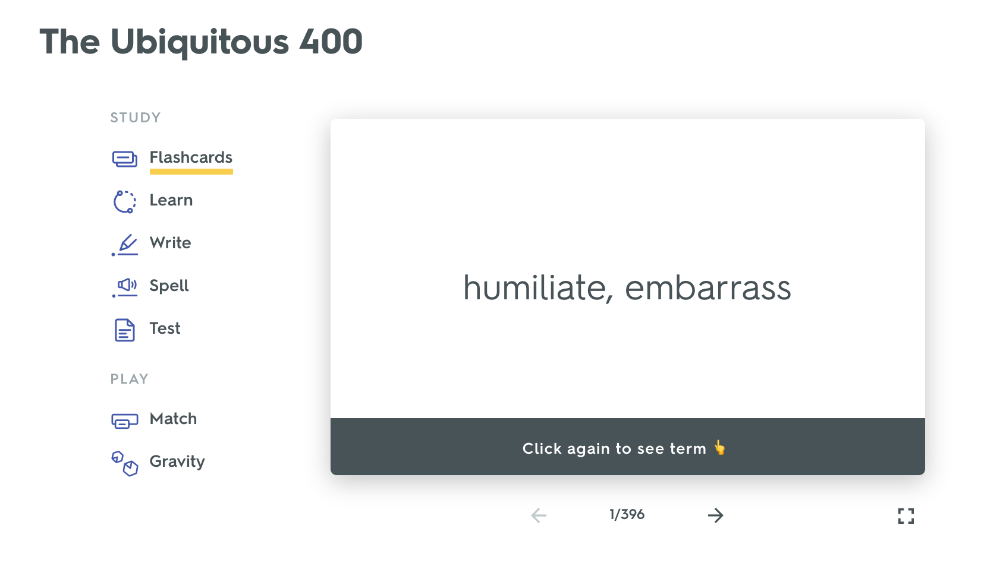 The Ubiquitous 400
STUDY
Flashcards
Learn
Write
Spell
Test
PLAY
Match
Gravity
humiliate, embarrass
Click again to see term 👆
1/396